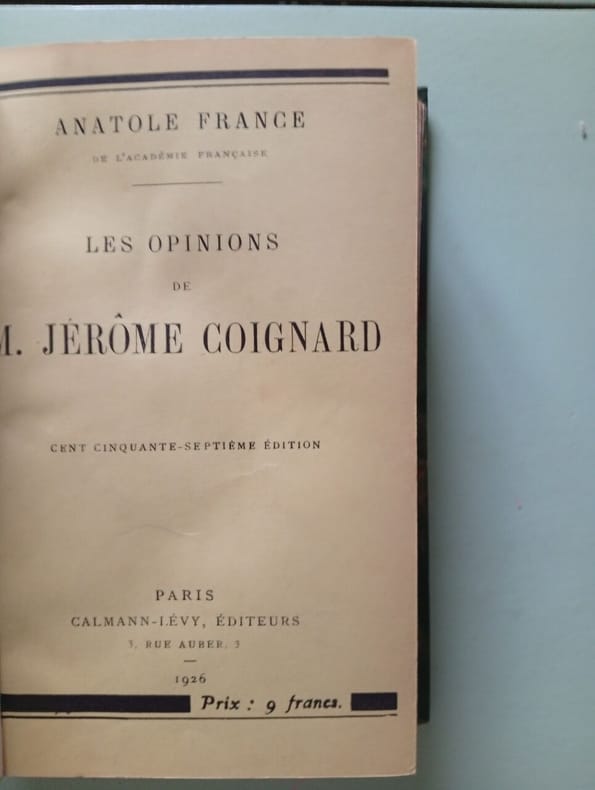 ANATOLE FRANCE
DE L'ACADÉMIE FRANÇAISE
LES OPINIONS
DE
M. JÉRÔME COIGNARD
CENT CINQUANTE-SEPTIÈME ÉDITION
PARIS
CALMANN-LÉVY, ÉDITEURS
3, RUE AUBER, 3
1926
Prix : 9 francs.